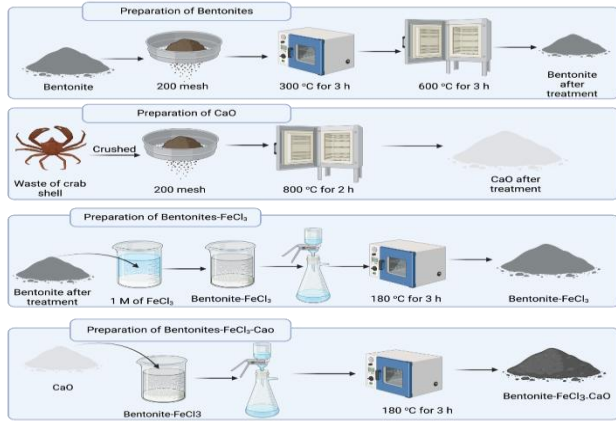 Preparation of Bentonites
Bentonite
200 mesh
300 °C for 3 h
600 °C for 3 h
Bentonite
after
treatment
Preparation of CaO
Crushed
Waste of crab
shell
200 mesh
800 °C for 2 h
CaO after
treatment
Preparation of Bentonites-FeCl₃
Bentonite after
treatment
1 M of FeCl₃
Bentonite-FeCl₃
180 °C for 3 h
Bentonite-FeCl₃
Preparation of Bentonites-FeCl₃-Cao
CaO
Bentonite-FeCl3
180 °C for 3 h
Bentonite-FeCl₃.CaO